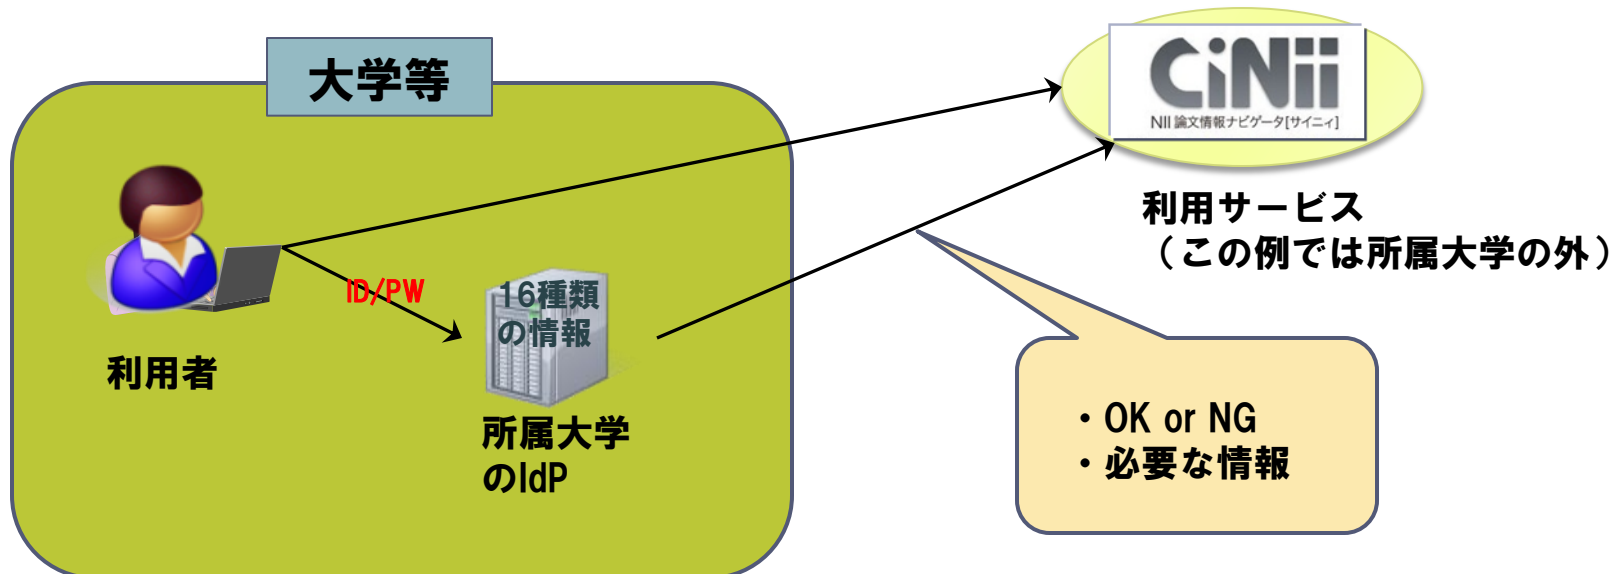 大学等
CiNii
NII 論文情報ナビゲータ[サイニィ]
利用サービス
（この例では所属大学の外）
ID/PW
16種類
の情報
利用者
所属大学
のIdP
・OK or NG
・必要な情報